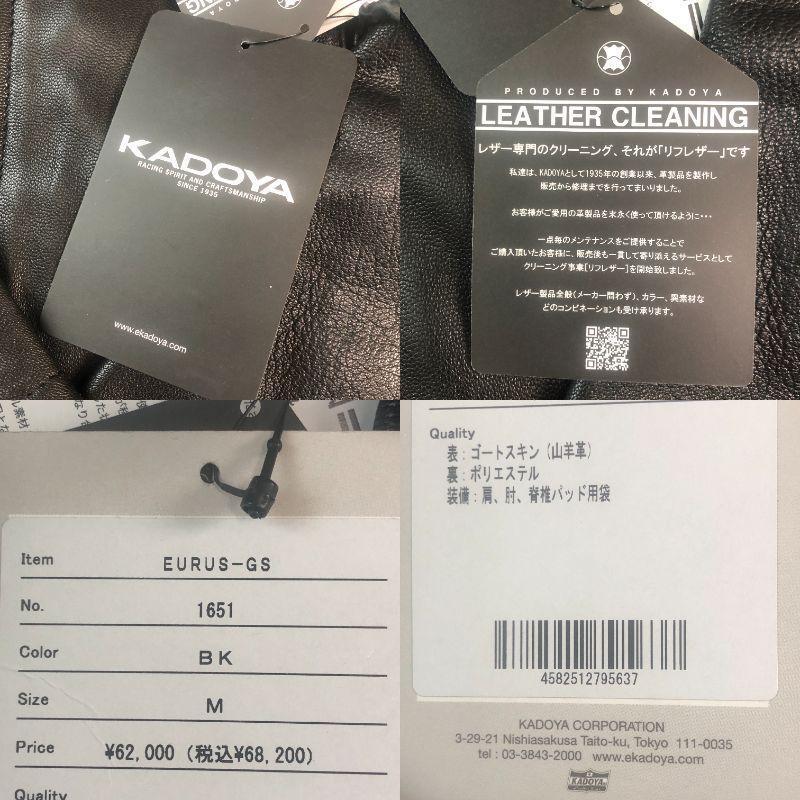 KADOYA
RACING SPIRIT AND CRAFTSMANSHIP
SINCE 1935
www.ekadoya.com
PRODUCED BY KADOYA
LEATHER CLEANING
レザー専門のクリーニング、それが「リフレザー」です
私達は、KADOYAとして1935年の創業以来、革製品を製作し
販売から修理までを行ってまいりました。
お客様がご愛用の革製品を末永く使って頂けるように・・・
一点毎のメンテナンスをご提供することで
ご購入頂いたお客様に、販売後も一貫して寄り添えるサービスとして
クリーニング事業[リフレザー]を開始致しました。
レザー製品全般(メーカー問わず)、カラー、異素材な
どのコンビネーションも受け承ります。
Item EURUS-GS
No. 1651
Color BK
Size M
Price ¥62,000 (税込¥68,200)
Quality
Quality
表：ゴートスキン (山羊革)
裏：ポリエステル
装備：肩、肘、脊椎パッド用袋
4582512795637
KADOYA CORPORATION
3-29-21 Nishiasakusa Taito-ku, Tokyo 111-0035
tel : 03-3843-2000 www.ekadoya.com
KADOYA